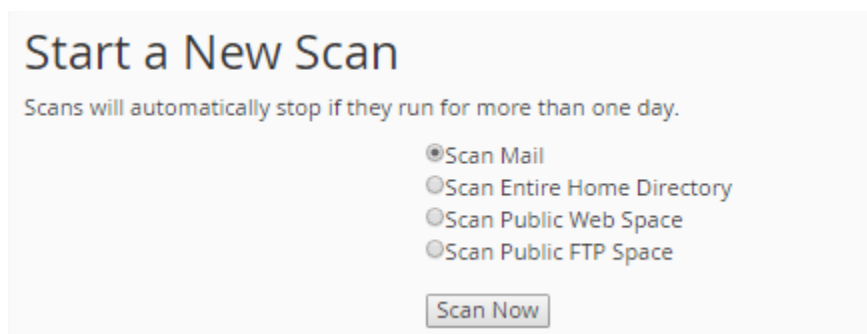 Start a New Scan
Scans will automatically stop if they run for more than one day.
Scan Mail
Scan Entire Home Directory
Scan Public Web Space
Scan Public FTP Space
Scan Now